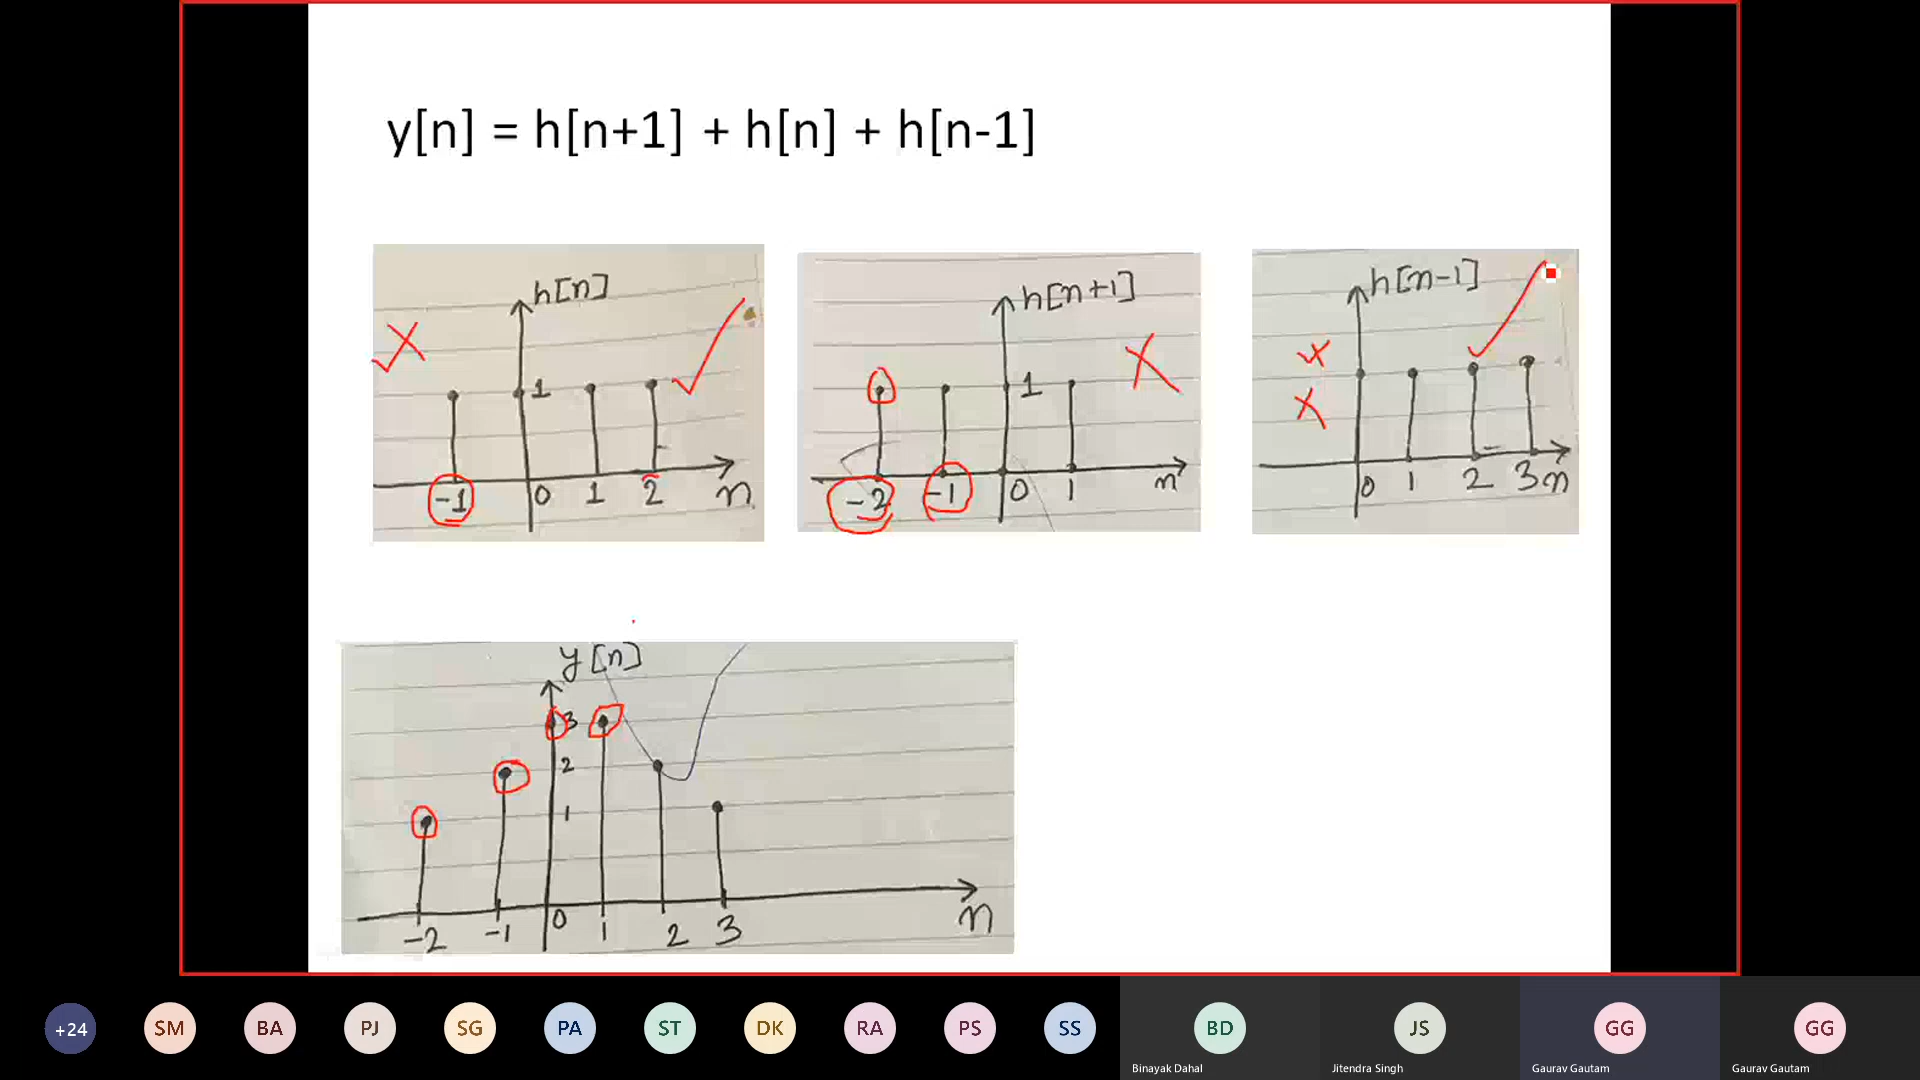 y[n] = h[n+1] + h[n] + h[n-1]
h[n]
1
-1 0 1 2 n
h[n+1]
1
-2 -1 0 1 n
h[n-1]
0 1 2 3 n
y[n]
3
2
1
-2 -1 0 1 2 3 n
+24 SM BA PJ SG PA ST DK RA PS SS BD JS GG GG
Binayak Dahal Jitendra Singh Gaurav Gautam Gaurav Gautam